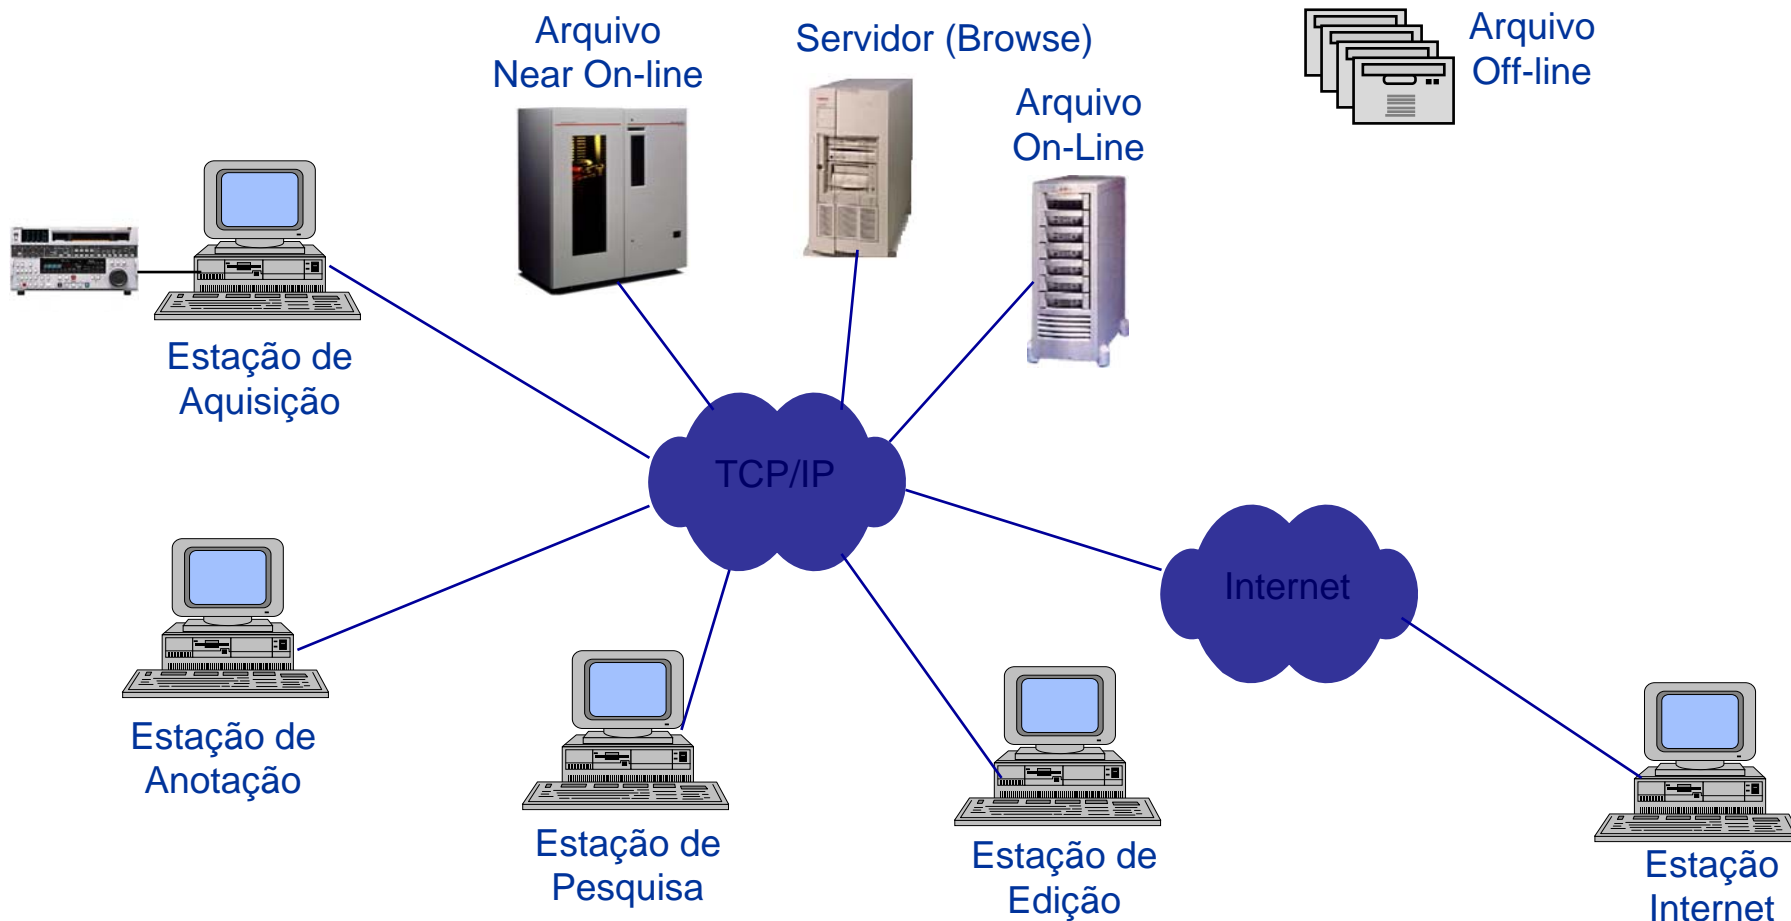 Arquivo
Near On-line
Servidor (Browse)
Arquivo
On-Line
Arquivo
Off-line
Estação de
Aquisição
TCP/IP
Internet
Estação de
Anotação
Estação de
Pesquisa
Estação de
Edição
Estação
Internet